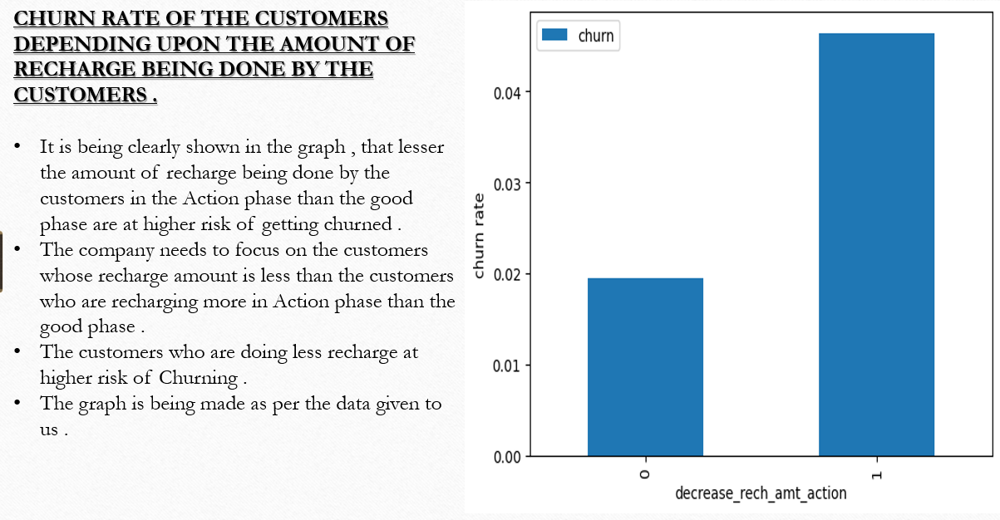 CHURN RATE OF THE CUSTOMERS
DEPENDING UPON THE AMOUNT OF
RECHARGE BEING DONE BY THE
CUSTOMERS .
• It is being clearly shown in the graph , that lesser
the amount of recharge being done by the
customers in the Action phase than the good
phase are at higher risk of getting churned .
• The company needs to focus on the customers
whose recharge amount is less than the customers
who are recharging more in Action phase than the
good phase .
• The customers who are doing less recharge at
higher risk of Churning .
• The graph is being made as per the data given to
us .
churn
churn rate
0.04
0.03
0.02
0.01
0.00
0
1
decrease_rech_amt_action